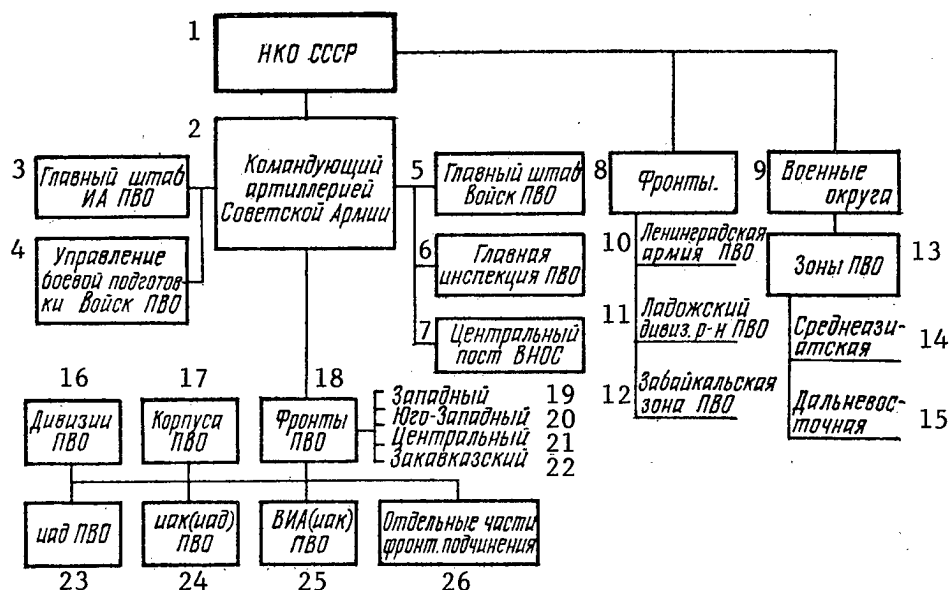 1
НКО СССР
2
Командующий
артиллерией
Советской Армии
3
Главный штаб
ИА ПВО
4
Управление
боевой подготов-
ки Войск ПВО
5
Главный штаб
Войск ПВО
6
Главная
инспекция ПВО
7
Центральный
пост ВНОС
8
Фронты
9
Военные
округа
10
Ленинградская
армия ПВО
11
Ладожский
дивиз. р-н ПВО
12
Забайкальская
зона ПВО
13
Зоны ПВО
14
Среднеази-
атская
15
Дальневос-
точная
16
Дивизии
ПВО
17
Корпуса
ПВО
18
Фронты
ПВО
Западный 19
Юго-Западный 20
Центральный 21
Закавказский 22
иад ПВО
23
иак(иад)
ПВО
24
ВИА(иак)
ПВО
25
Отдельные части
фронт. подчинения
26